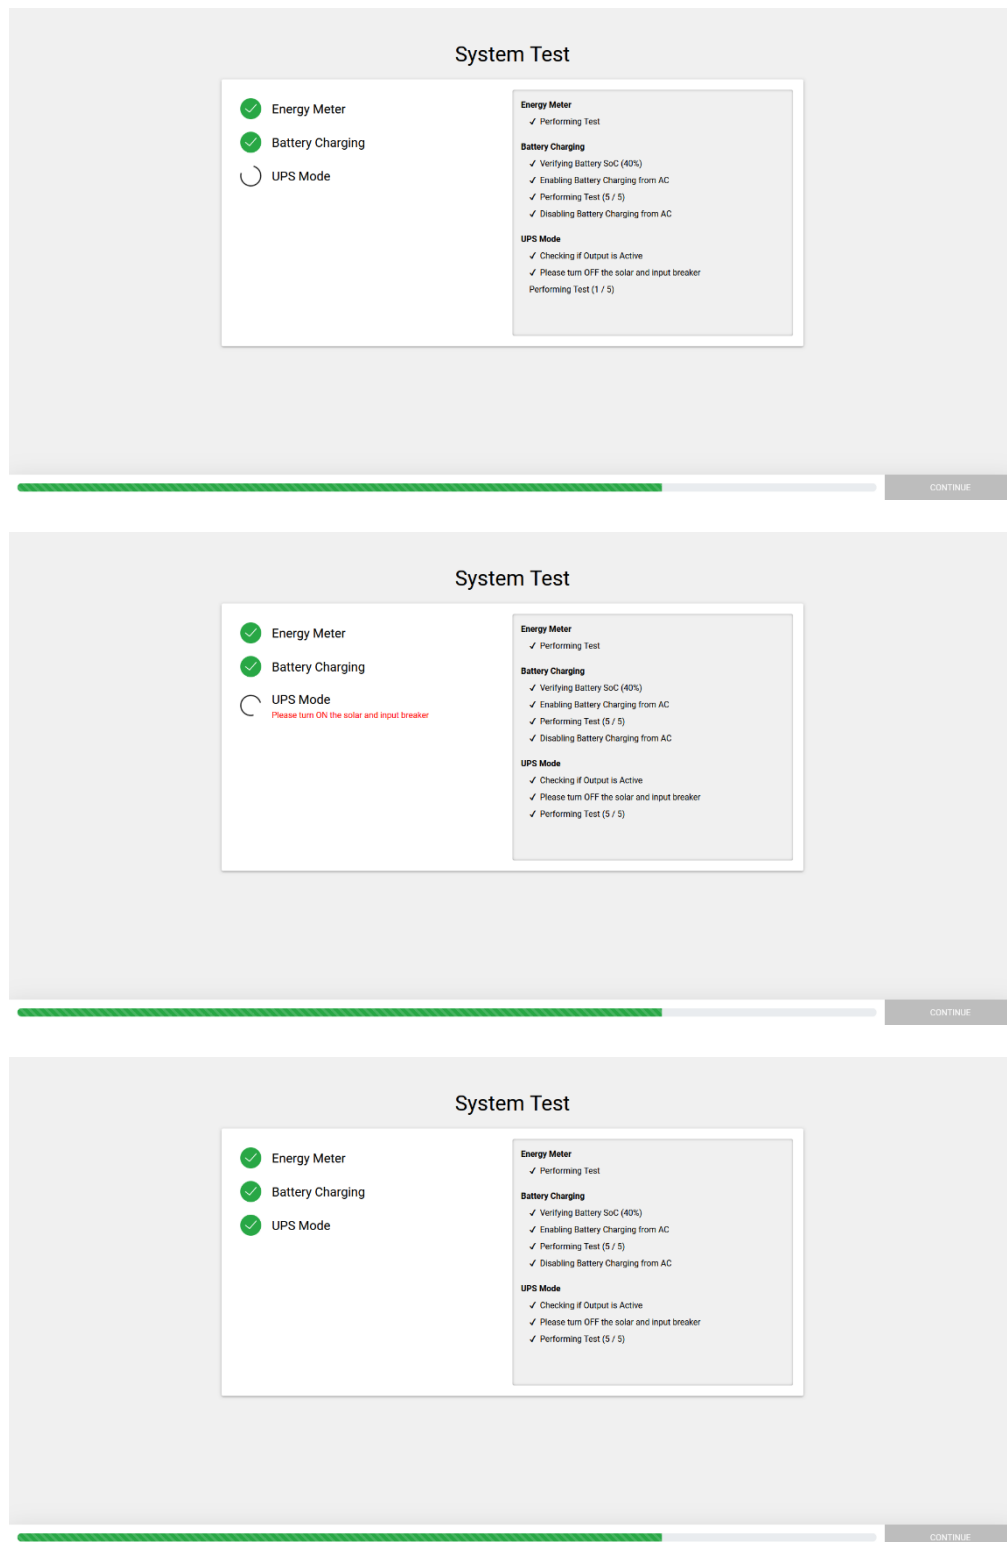 System Test
Energy Meter
Battery Charging
UPS Mode
Energy Meter
✓ Performing Test
Battery Charging
✓ Verifying Battery SoC (40%)
✓ Enabling Battery Charging from AC
✓ Performing Test (5 / 5)
✓ Disabling Battery Charging from AC
UPS Mode
✓ Checking if Output is Active
✓ Please turn OFF the solar and input breaker
Performing Test (1 / 5)
CONTINUE
System Test
Energy Meter
Battery Charging
UPS Mode
Please turn ON the solar and input breaker
Energy Meter
✓ Performing Test
Battery Charging
✓ Verifying Battery SoC (40%)
✓ Enabling Battery Charging from AC
✓ Performing Test (5 / 5)
✓ Disabling Battery Charging from AC
UPS Mode
✓ Checking if Output is Active
✓ Please turn OFF the solar and input breaker
✓ Performing Test (5 / 5)
CONTINUE
System Test
Energy Meter
Battery Charging
UPS Mode
Energy Meter
✓ Performing Test
Battery Charging
✓ Verifying Battery SoC (40%)
✓ Enabling Battery Charging from AC
✓ Performing Test (5 / 5)
✓ Disabling Battery Charging from AC
UPS Mode
✓ Checking if Output is Active
✓ Please turn OFF the solar and input breaker
✓ Performing Test (5 / 5)
CONTINUE